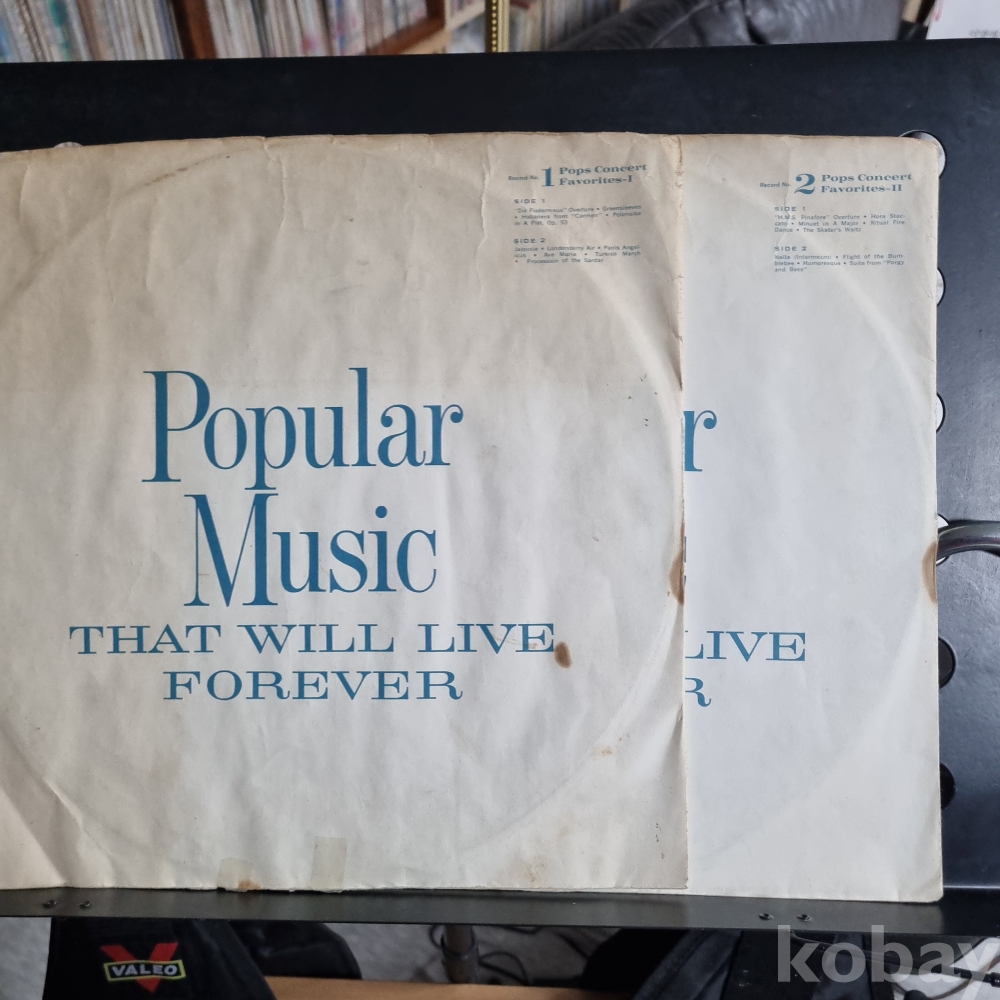 Record No. 1 Pops Concert
Favorites-I
SIDE 1
"Die Fledermaus" Overture • Greensleeves
• Habanera from "Carmen" • Polonaise
in A Flat, Op. 53
SIDE 2
Jalousie • Londonderry Air • Panis Angel-
icus • Ave Maria • Turkish March
• Procession of the Sardar
Popular
Music
THAT WILL LIVE
FOREVER
Record No. 2 Pops Concert
Favorites-II
SIDE 1
"H.M.S. Pinafore" Overture • Hora Stac-
cato • Minuet in A Major • Ritual Fire
Dance • The Skater's Waltz
SIDE 2
Naila (Intermezzo) • Flight of the Bum-
blebee • Humoresque • Suite from "Porgy
and Bess"
r
LIVE
R
VALEO
kobay